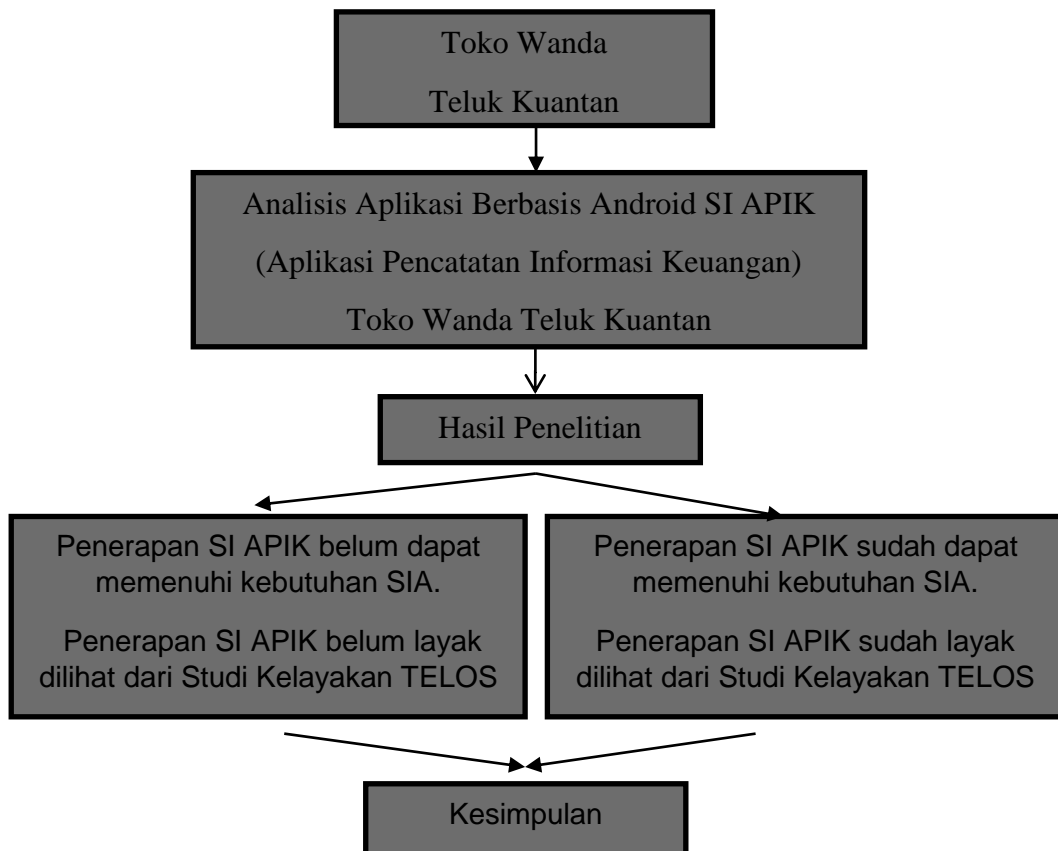 Toko Wanda
Teluk Kuantan
Analisis Aplikasi Berbasis Android SI APIK
(Aplikasi Pencatatan Informasi Keuangan)
Toko Wanda Teluk Kuantan
Hasil Penelitian
Penerapan SI APIK belum dapat
memenuhi kebutuhan SIA.
Penerapan SI APIK belum layak
dilihat dari Studi Kelayakan TELOS
Penerapan SI APIK sudah dapat
memenuhi kebutuhan SIA.
Penerapan SI APIK sudah layak
dilihat dari Studi Kelayakan TELOS
Kesimpulan